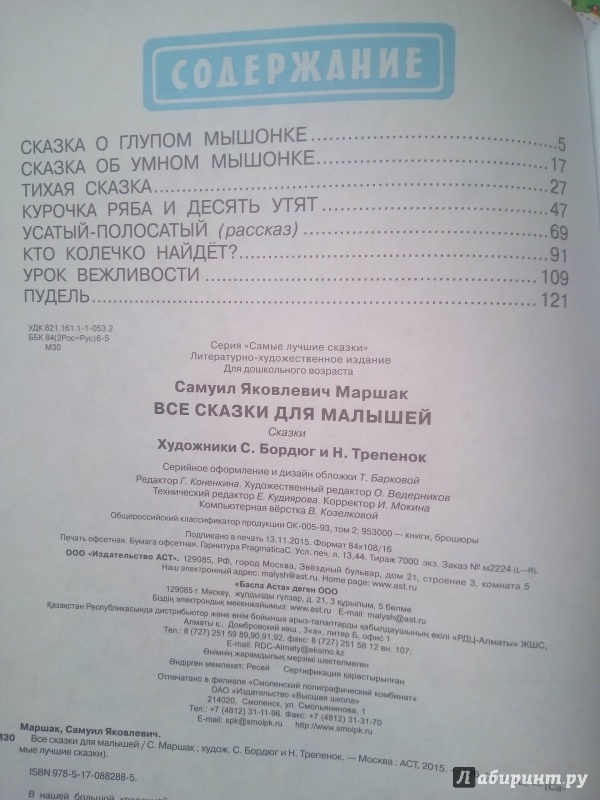 СОДЕРЖАНИЕ
СКАЗКА О ГЛУПОМ МЫШОНКЕ.....5
СКАЗКА ОБ УМНОМ МЫШОНКЕ.....17
ТИХАЯ СКАЗКА.....27
КУРОЧКА РЯБА И ДЕСЯТЬ УТЯТ.....47
УСАТЫЙ-ПОЛОСАТЫЙ (рассказ).....69
КТО КОЛЕЧКО НАЙДЁТ?.....91
УРОК ВЕЖЛИВОСТИ.....109
ПУДЕЛЬ.....121
УДК 821.161.1-1-053.2
ББК 84(2Рос=Рус)6-5
М30
Серия «Самые лучшие сказки»
Литературно-художественное издание
Для дошкольного возраста
Самуил Яковлевич Маршак
ВСЕ СКАЗКИ ДЛЯ МАЛЫШЕЙ
Сказки
Художники С. Бордюг и Н. Трепенок
Серийное оформление и дизайн обложки Т. Барковой
Редактор Г. Коненкина. Художественный редактор О. Ведерников
Технический редактор Е. Кудиярова. Корректор И. Мокина
Компьютерная вёрстка В. Козелковой
Общероссийский классификатор продукции ОК-005-93, том 2; 953000 — книги, брошюры
Подписано в печать 13.11.2015. Формат 84х108/16
Печать офсетная. Бумага офсетная. Гарнитура PragmaticaC. Усл. печ. л. 13,44. Тираж 7000 экз. Заказ № м2224 (L—R).
ООО «Издательство АСТ», 129085, РФ, город Москва, Звёздный бульвар, дом 21, строение 3, комната 5
Наш электронный адрес: malysh@ast.ru. Home page: www.ast.ru
«Баспа Аста» деген ООО
129085 г. Мәскеу, жұлдызды гүлзар, д. 21, 3 құрылым, 5 бөлме
Біздің электрондық мекенжайымыз: www.ast.ru E-mail: malysh@ast.ru
Қазақстан Республикасында дистрибьютор және өнім бойынша арыз-талаптарды қабылдаушының өкілі «РДЦ-Алматы» ЖШС,
Алматы қ., Домбровский көш., 3«а», литер Б, офис 1
Тел.: 8 (727) 251 59 89,90,91,92, факс: 8 (727) 251 58 12 вн. 107;
E-mail: RDC-Almaty@eksmo.kz
Өнімнің жарамдылық мерзімі шектелмеген
Өндірген мемлекет: Ресей Сертификация қарастырылған
Отпечатано в филиале «Смоленский полиграфический комбинат»
ОАО «Издательство «Высшая школа»
214020, Смоленск, ул. Смольянинова, 1
Тел.: +7 (4812) 31-11-96. Факс: +7 (4812) 31-31-70
E-mail: spk@smolpk.ru http://www.smolpk.ru
Маршак, Самуил Яковлевич.
М30 Все сказки для малышей / С. Маршак ; худож. С. Бордюг и Н. Трепенок. — Москва : АСТ, 2015. — (Са-
мые лучшие сказки).
ISBN 978-5-17-088288-5.
В нашей большой
Лабиринт.ру